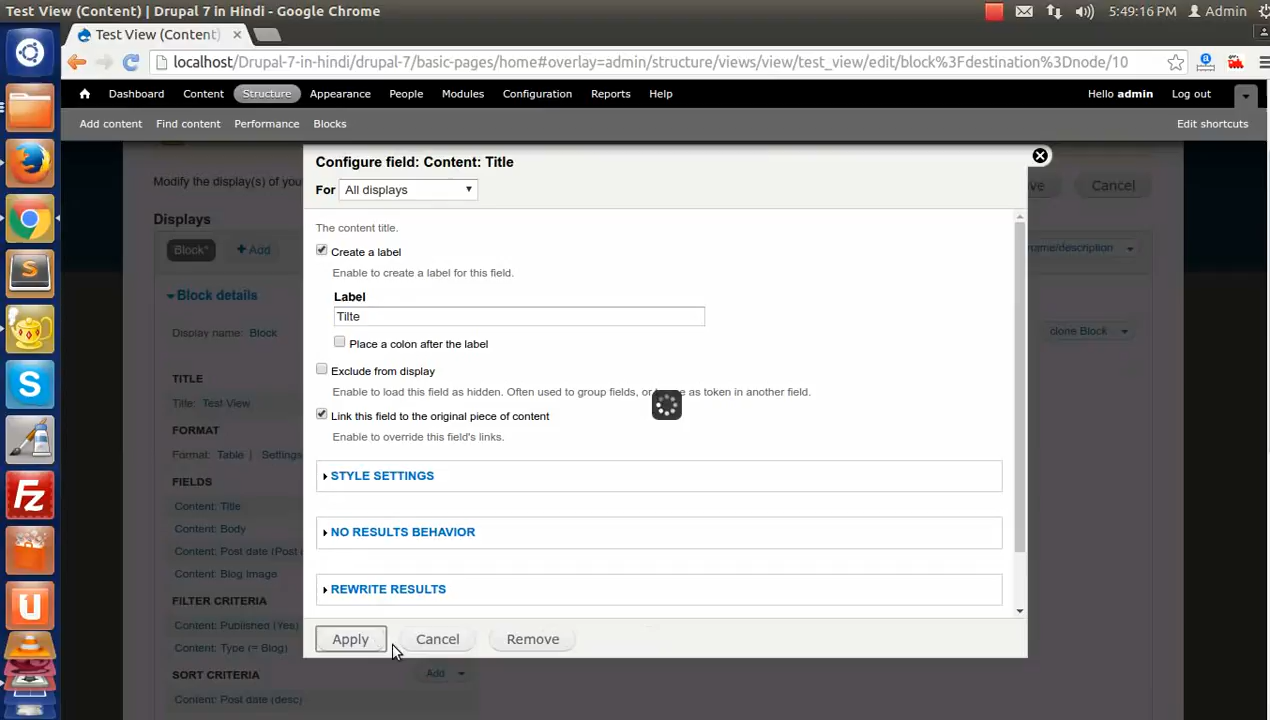 Test View (Content) | Drupal 7 in Hindi - Google Chrome
5:49:16 PM Admin
Test View (Content)
localhost/Drupal-7-in-hindi/drupal-7/basic-pages/home#overlay=admin/structure/views/view/test_view/edit/block%3Fdestination%3Dnode/10
Dashboard Content Structure Appearance People Modules Configuration Reports Help Hello admin Log out
Add content Find content Performance Blocks Edit shortcuts
Configure field: Content: Title
For All displays
Modify the display(s) of you
Cancel
Displays
Block* Add
name/description
The content title.
Create a label
Enable to create a label for this field.
Block details
Label
Tilte
Display name: Block
clone Block
Place a colon after the label
Exclude from display
Enable to load this field as hidden. Often used to group fields, or to use as token in another field.
TITLE
Title: Test View
Link this field to the original piece of content
Enable to override this field's links.
FORMAT
Format: Table | Settings
STYLE SETTINGS
FIELDS
Content: Title
Content: Body
NO RESULTS BEHAVIOR
Content: Post date (Post
Content: Blog Image
REWRITE RESULTS
FILTER CRITERIA
Content: Published (Yes)
Content: Type (= Blog)
Apply Cancel Remove
SORT CRITERIA
Add
Content: Post date (desc)